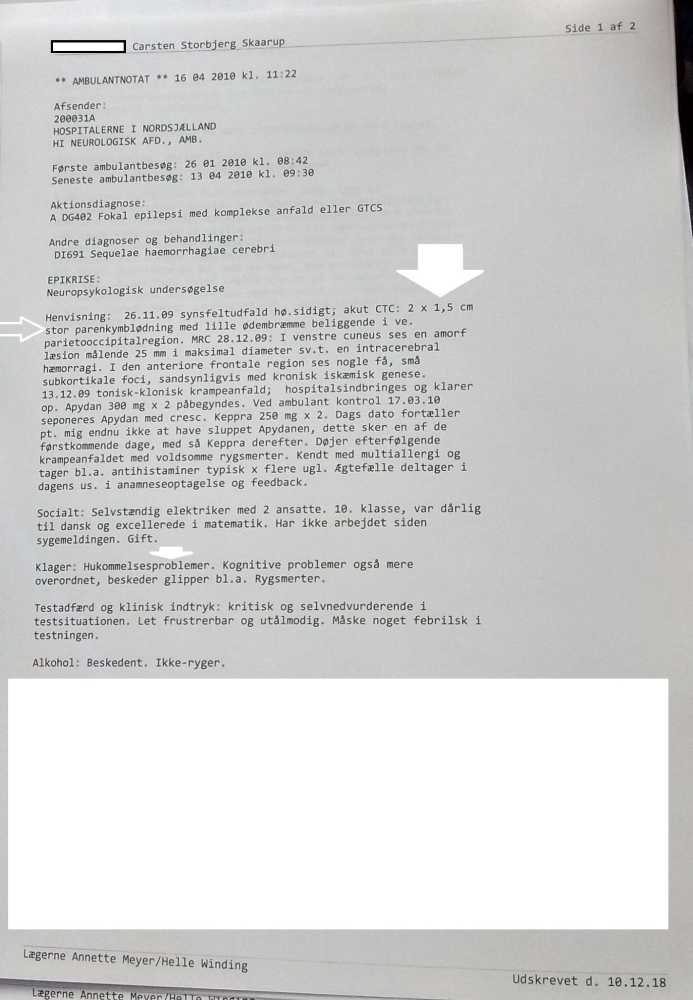 Side 1 af 2
Carsten Storbjerg Skaarup
** AMBULANTNOTAT ** 16 04 2010 kl. 11:22
Afsender:
200031A
HOSPITALERNE I NORDSJÆLLAND
HI NEUROLOGISK AFD., AMB.
Første ambulantbesøg: 26 01 2010 kl. 08:42
Seneste ambulantbesøg: 13 04 2010 kl. 09:30
Aktionsdiagnose:
A DG402 Fokal epilepsi med komplekse anfald eller GTCS
Andre diagnoser og behandlinger:
DI691 Sequelae haemorrhagiae cerebri
EPIKRISE:
Neuropsykologisk undersøgelse
Henvisning: 26.11.09 synsfeltudfald hø.sidigt; akut CTC: 2 x 1,5 cm
stor parenkymblødning med lille ødembræmme beliggende i ve.
parietooccipitalregion. MRC 28.12.09: I venstre cuneus ses en amorf
læsion målende 25 mm i maksimal diameter sv.t. en intracerebral
hæmorragi. I den anteriore frontale region ses nogle få, små
subkortikale foci, sandsynligvis med kronisk iskæmisk genese.
13.12.09 tonisk-klonisk krampeanfald; hospitalsindbringes og klarer
op. Apydan 300 mg x 2 påbegyndes. Ved ambulant kontrol 17.03.10
seponeres Apydan med cresc. Keppra 250 mg x 2. Dags dato fortæller
pt. mig endnu ikke at have sluppet Apydanen, dette sker en af de
førstkommende dage, med så Keppra derefter. Døjer efterfølgende
krampeanfaldet med voldsomme rygsmerter. Kendt med multiallergi og
tager bl.a. antihistaminer typisk x flere ugl. Ægtefælle deltager i
dagens us. i anamneseoptagelse og feedback.
Socialt: Selvstændig elektriker med 2 ansatte. 10. klasse, var dårlig
til dansk og excellerede i matematik. Har ikke arbejdet siden
sygemeldingen. Gift.
Klager: Hukommelsesproblemer. Kognitive problemer også mere
overordnet, beskeder glipper bl.a. Rygsmerter.
Testadfærd og klinisk indtryk: kritisk og selvnedvurderende i
testsituationen. Let frustrerbar og utålmodig. Måske noget febrilsk i
testningen.
Alkohol: Beskedent. Ikke-ryger.
Lægerne Annette Meyer/Helle Winding
Udskrevet d. 10.12.18
Lægerne Annette Meyer/Helle Winding